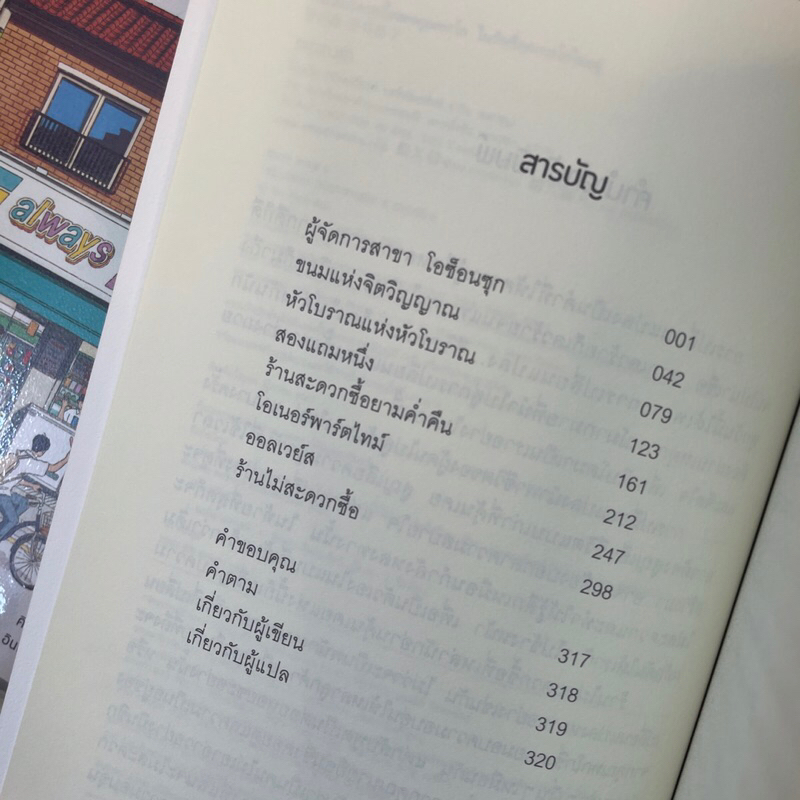 always
สารบัญ
ผู้จัดการสาขา โอซ็อนซุก 001
ขนมแห่งจิตวิญญาณ 042
หัวโบราณแห่งหัวโบราณ 079
สองแถมหนึ่ง 123
ร้านสะดวกซื้อยามค่ำคืน 161
โอเนอร์พาร์ตไทม์ 212
ออลเวย์ส 247
ร้านไม่สะดวกซื้อ 298
คำขอบคุณ 317
คำตาม 318
เกี่ยวกับผู้เขียน 319
เกี่ยวกับผู้แปล 320